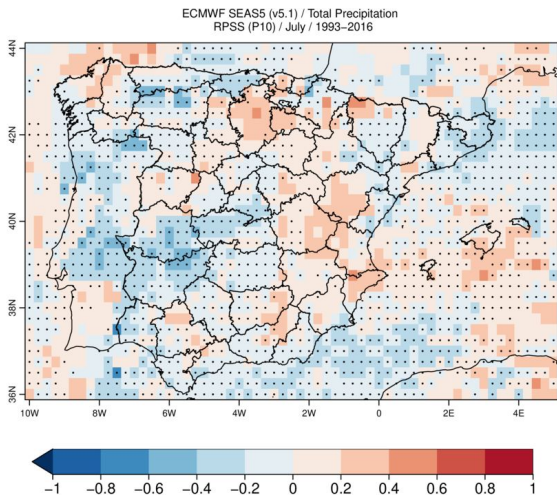 ECMWF SEAS5 (v5.1) / Total Precipitation
RPSS (P10) / July / 1993−2016
44N
42N
40N
38N
36N
10W 8W 6W 4W 2W 0 2E 4E
−1 −0.8 −0.6 −0.4 −0.2 0 0.2 0.4 0.6 0.8 1